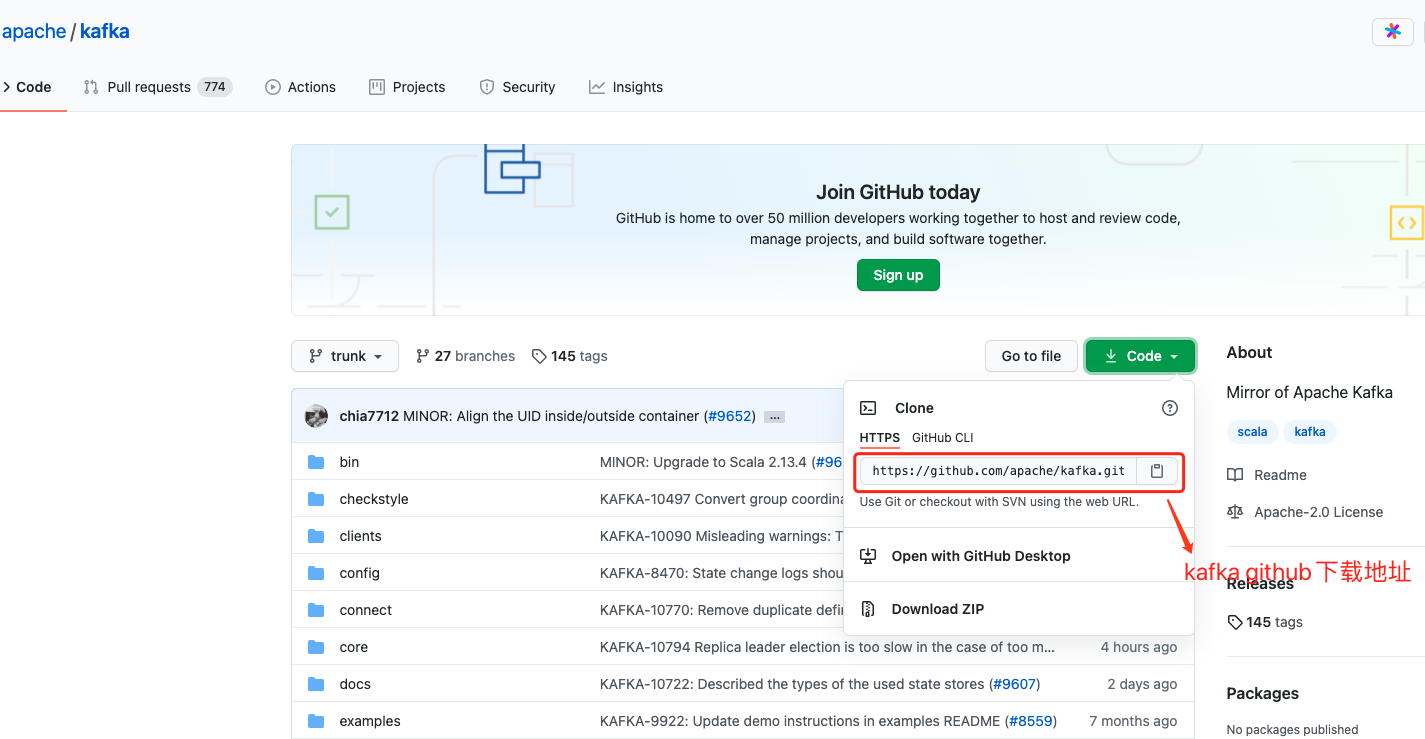 apache / kafka
Code Pull requests 774 Actions Projects Security Insights
Join GitHub today
GitHub is home to over 50 million developers working together to host and review code,
manage projects, and build software together.
Sign up
trunk 27 branches 145 tags Go to file Code
chia7712 MINOR: Align the UID inside/outside container (#9652) ...
bin MINOR: Upgrade to Scala 2.13.4 (#96
checkstyle KAFKA-10497 Convert group coordina
clients KAFKA-10090 Misleading warnings: T
config KAFKA-8470: State change logs shou
connect KAFKA-10770: Remove duplicate defi
core KAFKA-10794 Replica leader election is too slow in the case of too m... 4 hours ago
docs KAFKA-10722: Described the types of the used state stores (#9607) 2 days ago
examples KAFKA-9922: Update demo instructions in examples README (#8559) 7 months ago
Clone
HTTPS GitHub CLI
https://github.com/apache/kafka.git
Use Git or checkout with SVN using the web URL.
Open with GitHub Desktop
Download ZIP
kafka github下载地址
About
Mirror of Apache Kafka
scala kafka
Readme
Apache-2.0 License
Releases
145 tags
Packages
No packages published